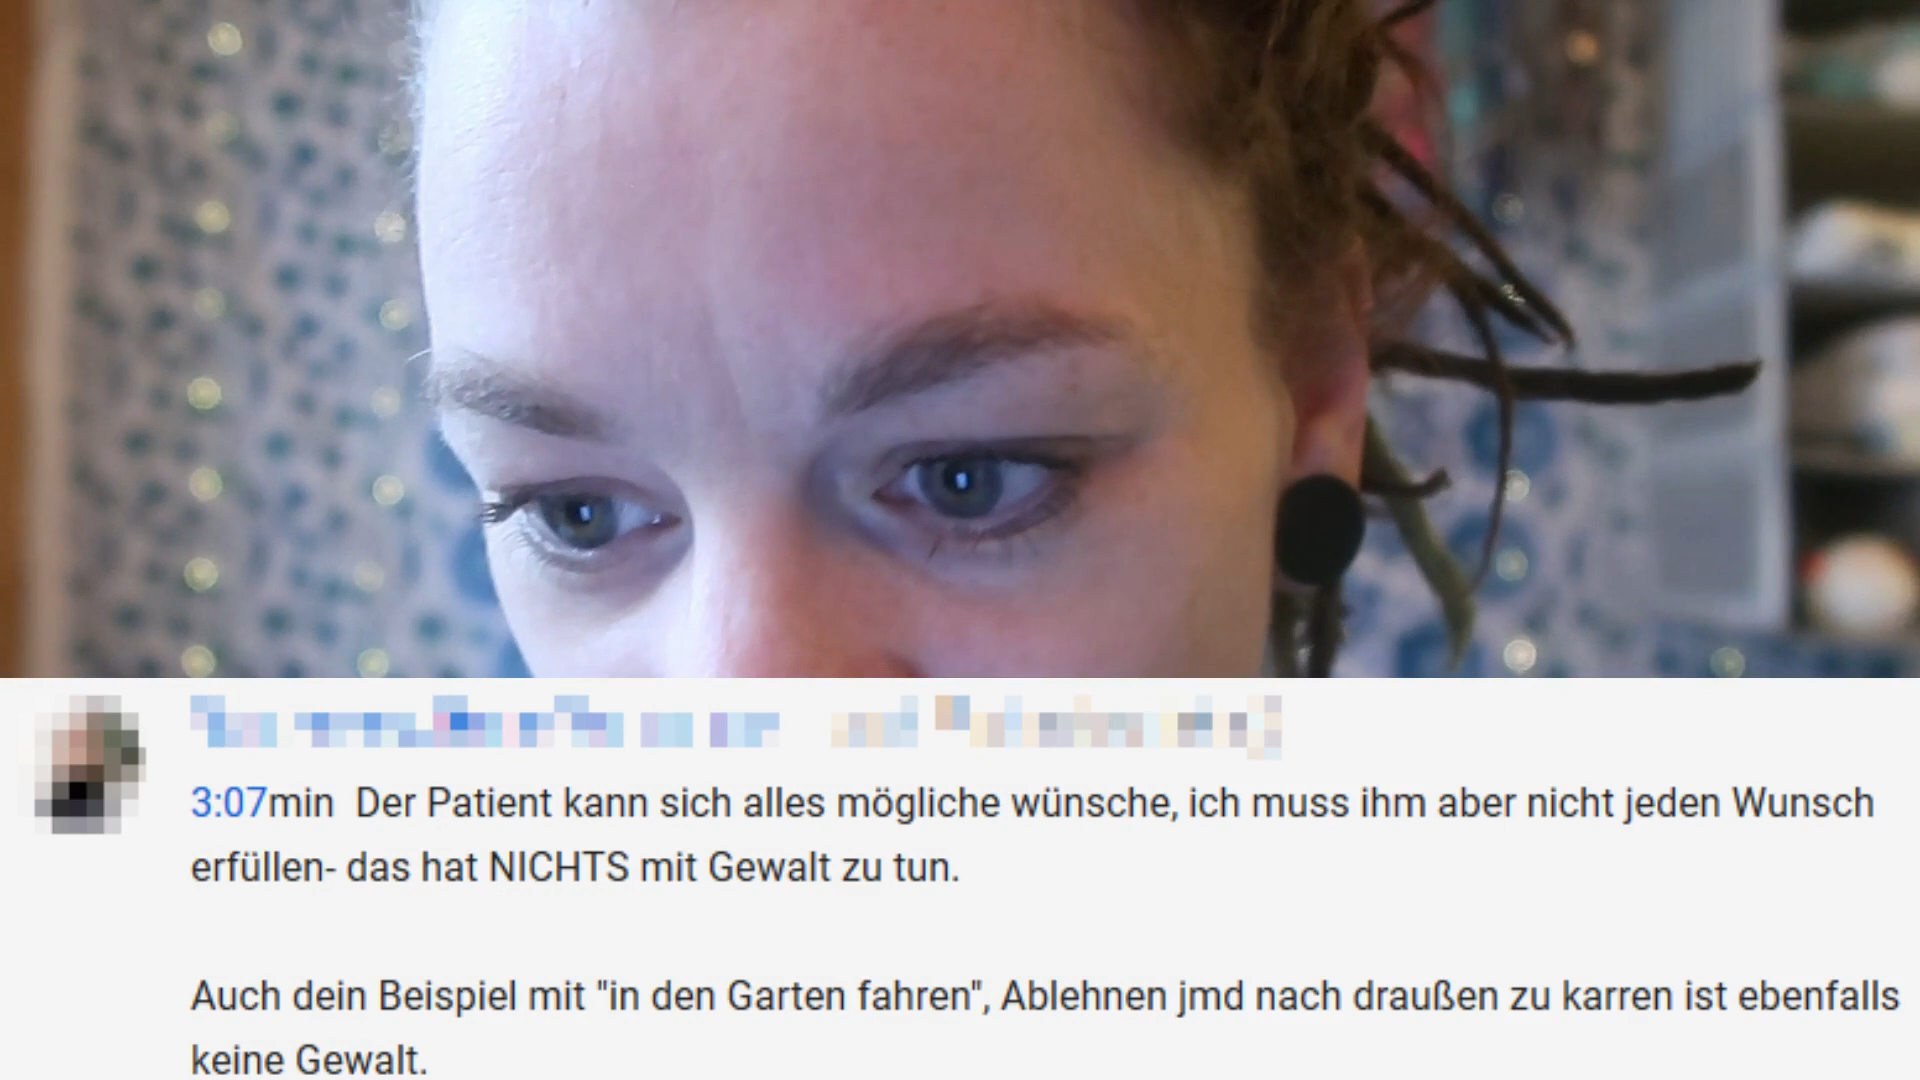 3:07min Der Patient kann sich alles mögliche wünsche, ich muss ihm aber nicht jeden Wunsch
erfüllen- das hat NICHTS mit Gewalt zu tun.
Auch dein Beispiel mit "in den Garten fahren", Ablehnen jmd nach draußen zu karren ist ebenfalls
keine Gewalt.